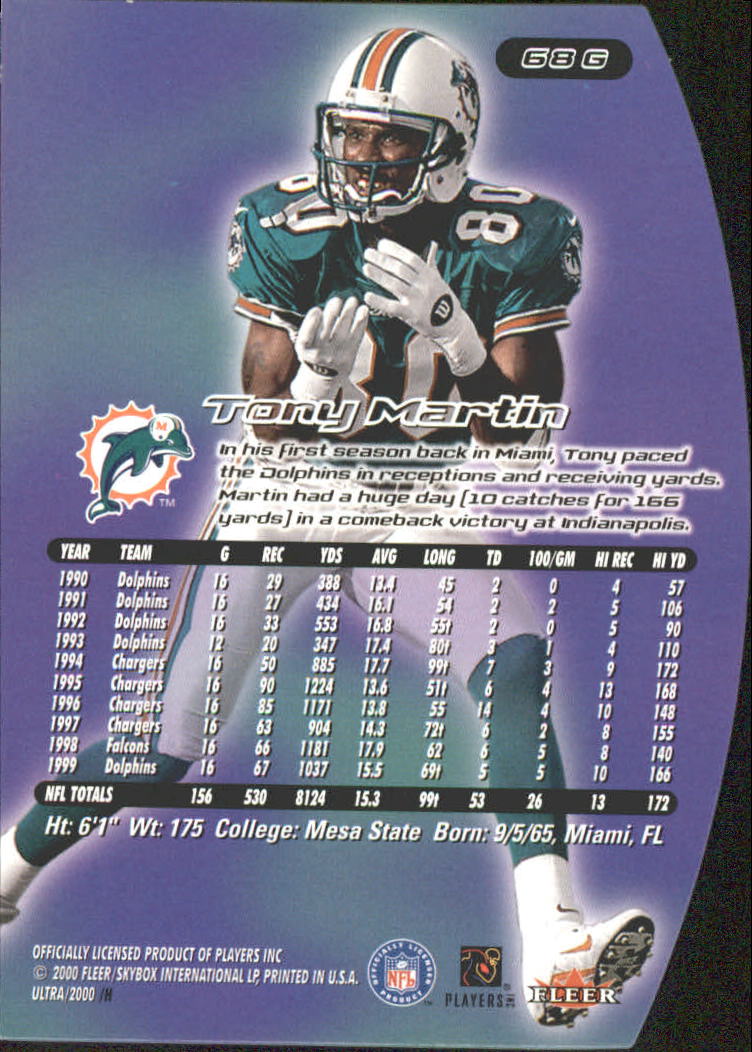 68 G
80 80
Tony Martin
In his first season back in Miami, Tony paced
the Dolphins in receptions and receiving yards.
Martin had a huge day [10 catches for 166
yards] in a comeback victory at Indianapolis.
M
TM
YEAR TEAM G REC YDS AVG LONG TD 100/GM HI REC HI YD
1990 Dolphins 16 29 388 13.4 45 2 0 4 57
1991 Dolphins 16 27 434 16.1 54 2 2 5 106
1992 Dolphins 16 33 553 16.8 55t 2 0 5 90
1993 Dolphins 12 20 347 17.4 80t 3 1 4 110
1994 Chargers 16 50 885 17.7 99t 7 3 9 172
1995 Chargers 16 90 1224 13.6 51t 6 4 13 168
1996 Chargers 16 85 1171 13.8 55 14 4 10 148
1997 Chargers 16 63 904 14.3 72t 6 2 8 155
1998 Falcons 16 66 1181 17.9 62 6 5 8 140
1999 Dolphins 16 67 1037 15.5 69t 5 5 10 166
NFL TOTALS 156 530 8124 15.3 99t 53 26 13 172
Ht: 6'1" Wt: 175 College: Mesa State Born: 9/5/65, Miami, FL
OFFICIALLY LICENSED PRODUCT OF PLAYERS INC
© 2000 FLEER/SKYBOX INTERNATIONAL LP, PRINTED IN U.S.A.
ULTRA/2000 /H
OFFICIALLY LICENSED
NFL
PRODUCT
PLAYERS INC
FLEER